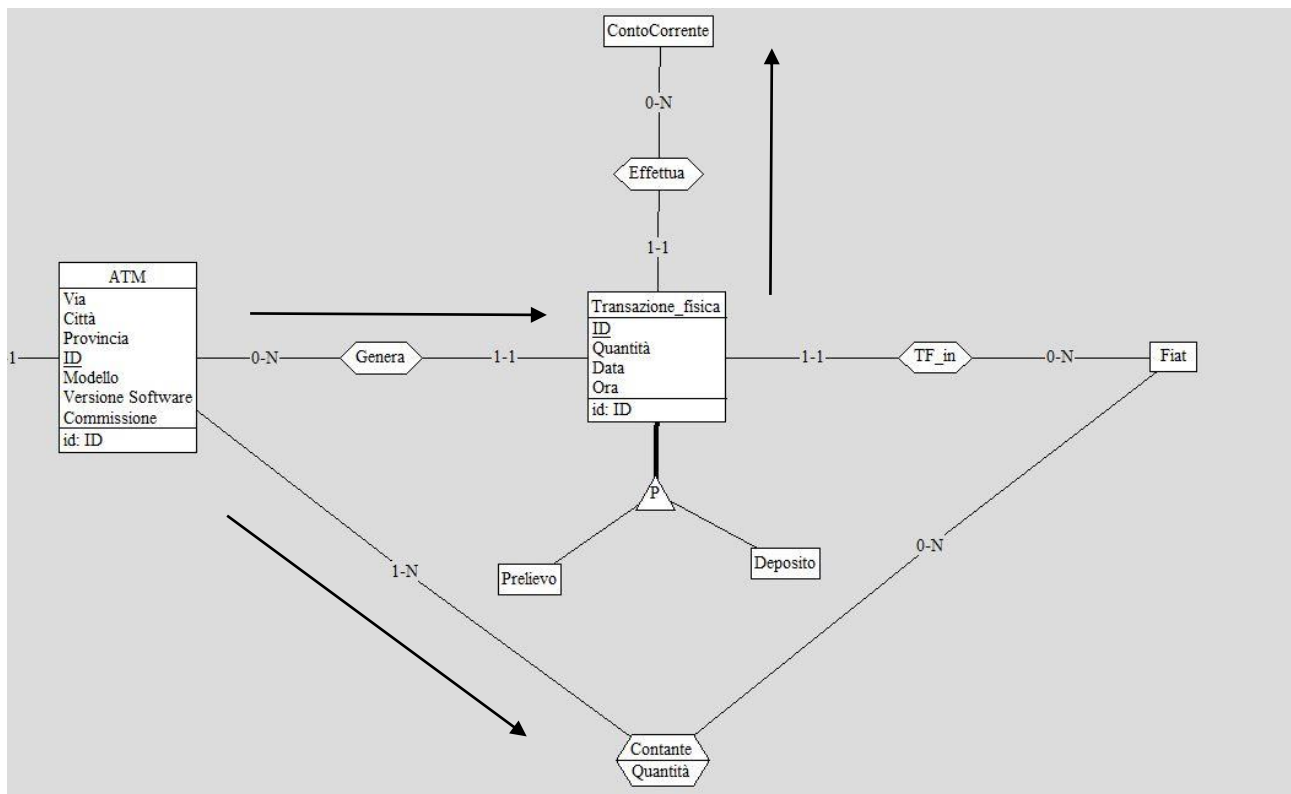 ContoCorrente
0-N
Effettua
1-1
ATM
Via
Città
Provincia
ID
Modello
Versione Software
Commissione
id: ID
-1
0-N
Genera
1-1
Transazione_fisica
ID
Quantità
Data
Ora
id: ID
1-1
TF_in
0-N
Fiat
P
Prelievo
Deposito
1-N
0-N
Contante
Quantità